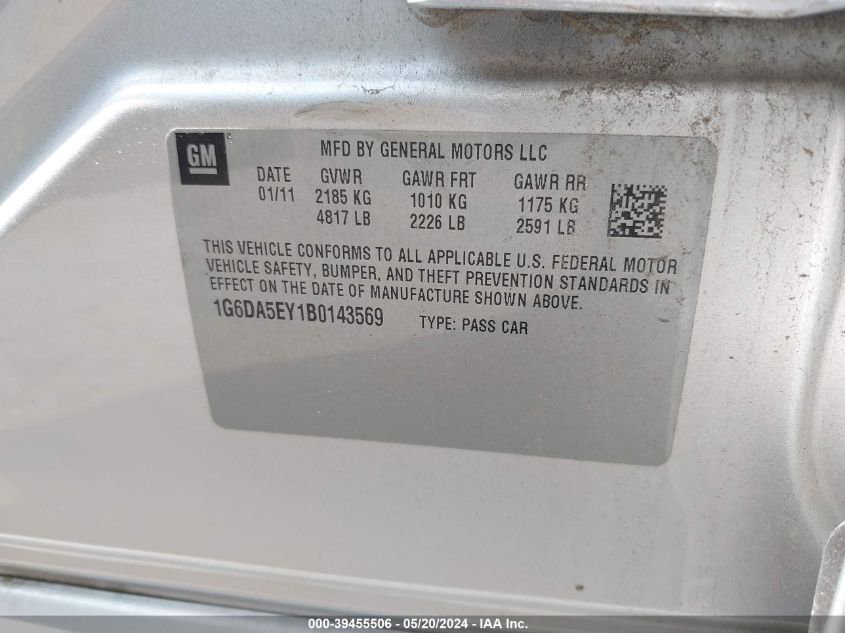 GM
MFD BY GENERAL MOTORS LLC
DATE GVWR GAWR FRT GAWR RR
01/11 2185 KG 1010 KG 1175 KG
4817 LB 2226 LB 2591 LB
THIS VEHICLE CONFORMS TO ALL APPLICABLE U.S. FEDERAL MOTOR
VEHICLE SAFETY, BUMPER, AND THEFT PREVENTION STANDARDS IN
EFFECT ON THE DATE OF MANUFACTURE SHOWN ABOVE.
1G6DA5EY1B0143569 TYPE: PASS CAR
000-39455506 - 05/20/2024 - IAA Inc.